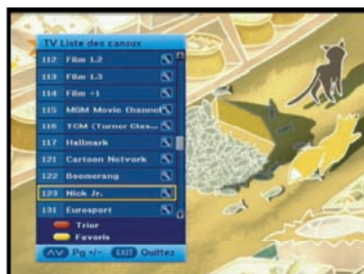 TV Liste des canaux
112 Film 1.2
113 Film 1.3
114 Film +1
115 MGM Movie Channel
116 TCM (Turner Clas...
117 Hallmark
121 Cartoon Network
122 Boomerang
123 Nick Jr.
131 Eurosport
Trier
Favoris
Pg +/- EXIT Quittez